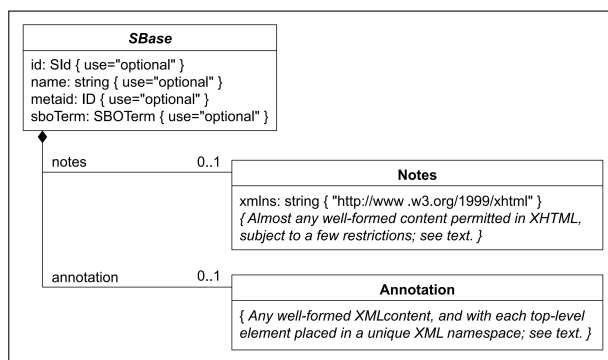 SBase
id: SId { use="optional" }
name: string { use="optional" }
metaid: ID { use="optional" }
sboTerm: SBOTerm { use="optional" }
notes 0..1
Notes
xmlns: string { "http://www .w3.org/1999/xhtml" }
{ Almost any well-formed content permitted in XHTML,
subject to a few restrictions; see text. }
annotation 0..1
Annotation
{ Any well-formed XMLcontent, and with each top-level
element placed in a unique XML namespace; see text. }